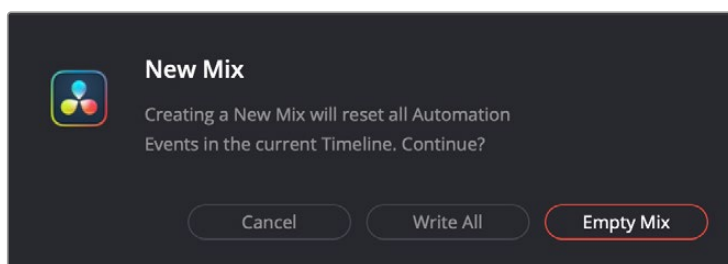 New Mix
Creating a New Mix will reset all Automation
Events in the current Timeline. Continue?
Cancel Write All Empty Mix